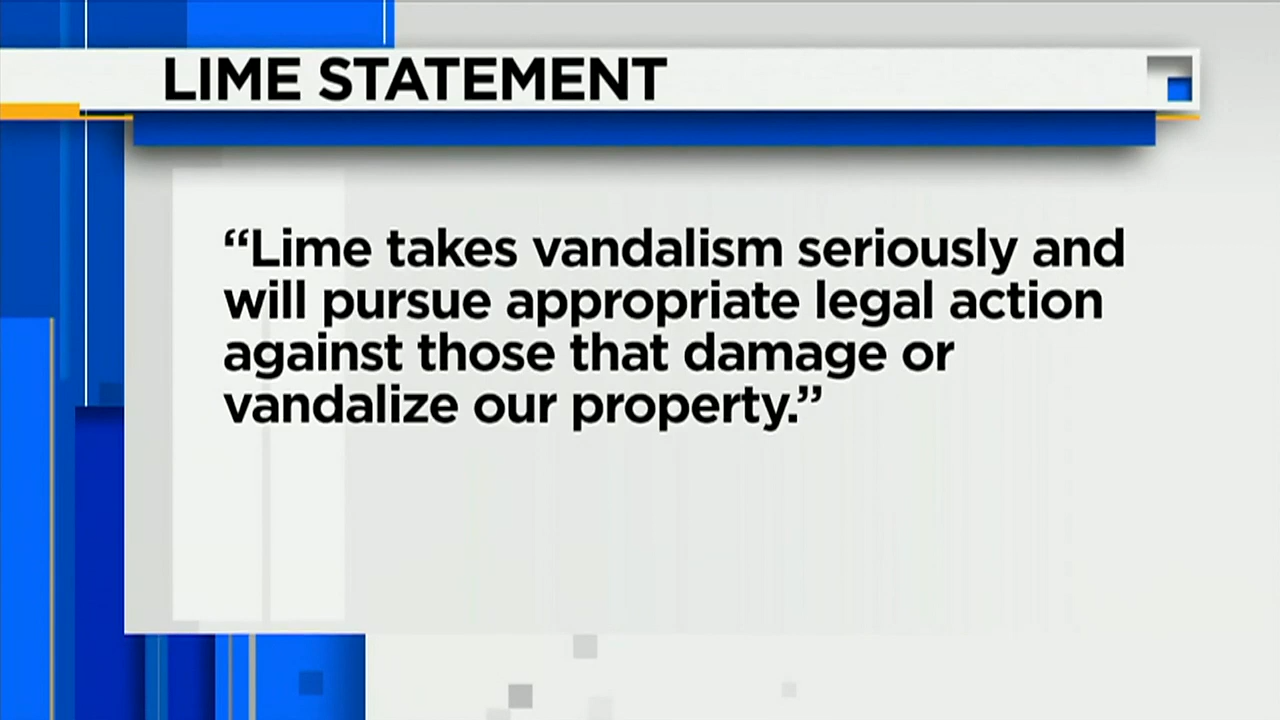 LIME STATEMENT
“Lime takes vandalism seriously and
will pursue appropriate legal action
against those that damage or
vandalize our property.”